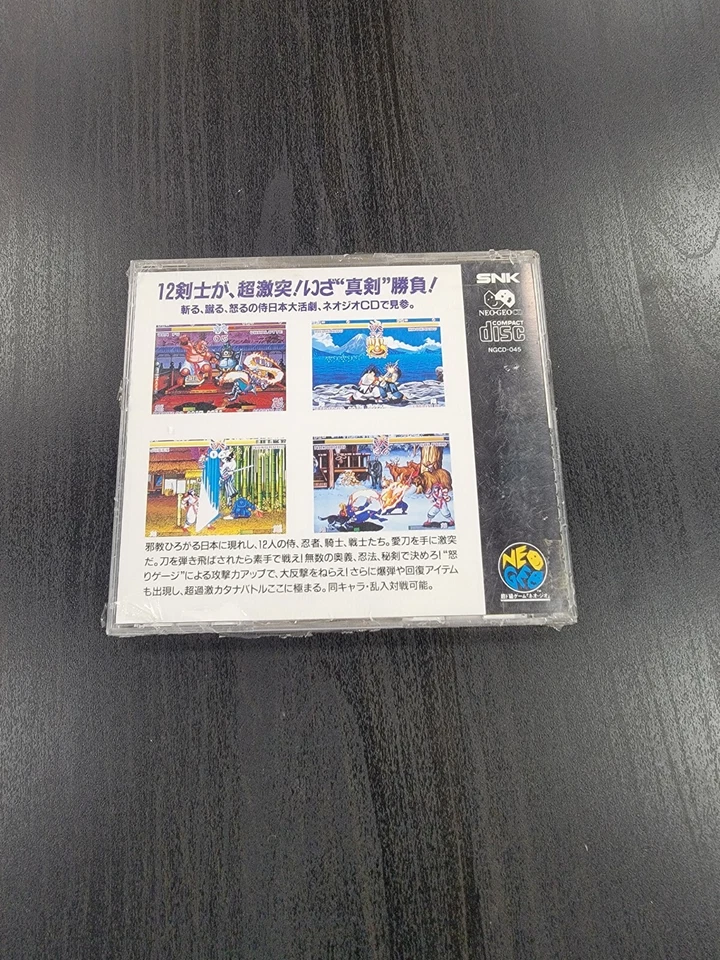 12剣士が、超激突！いざ“真剣”勝負！
斬る、蹴る、怒るの侍日本大活劇、ネオジオCDで見参。
邪教ひろがる日本に現れし、12人の侍、忍者、騎士、戦士たち。愛刀を手に激突
だ。刀を弾き飛ばされたら素手で戦え！無数の奥義、忍法、秘剣で決めろ！“怒
りゲージ”による攻撃力アップで、大反撃をねらえ！さらに爆弾や回復アイテム
も出現し、超過激カタナバトルここに極まる。同キャラ・乱入対戦可能。
SNK
NEO·GEO CD
COMPACT
disc
NGCD-045
NEO
GEO